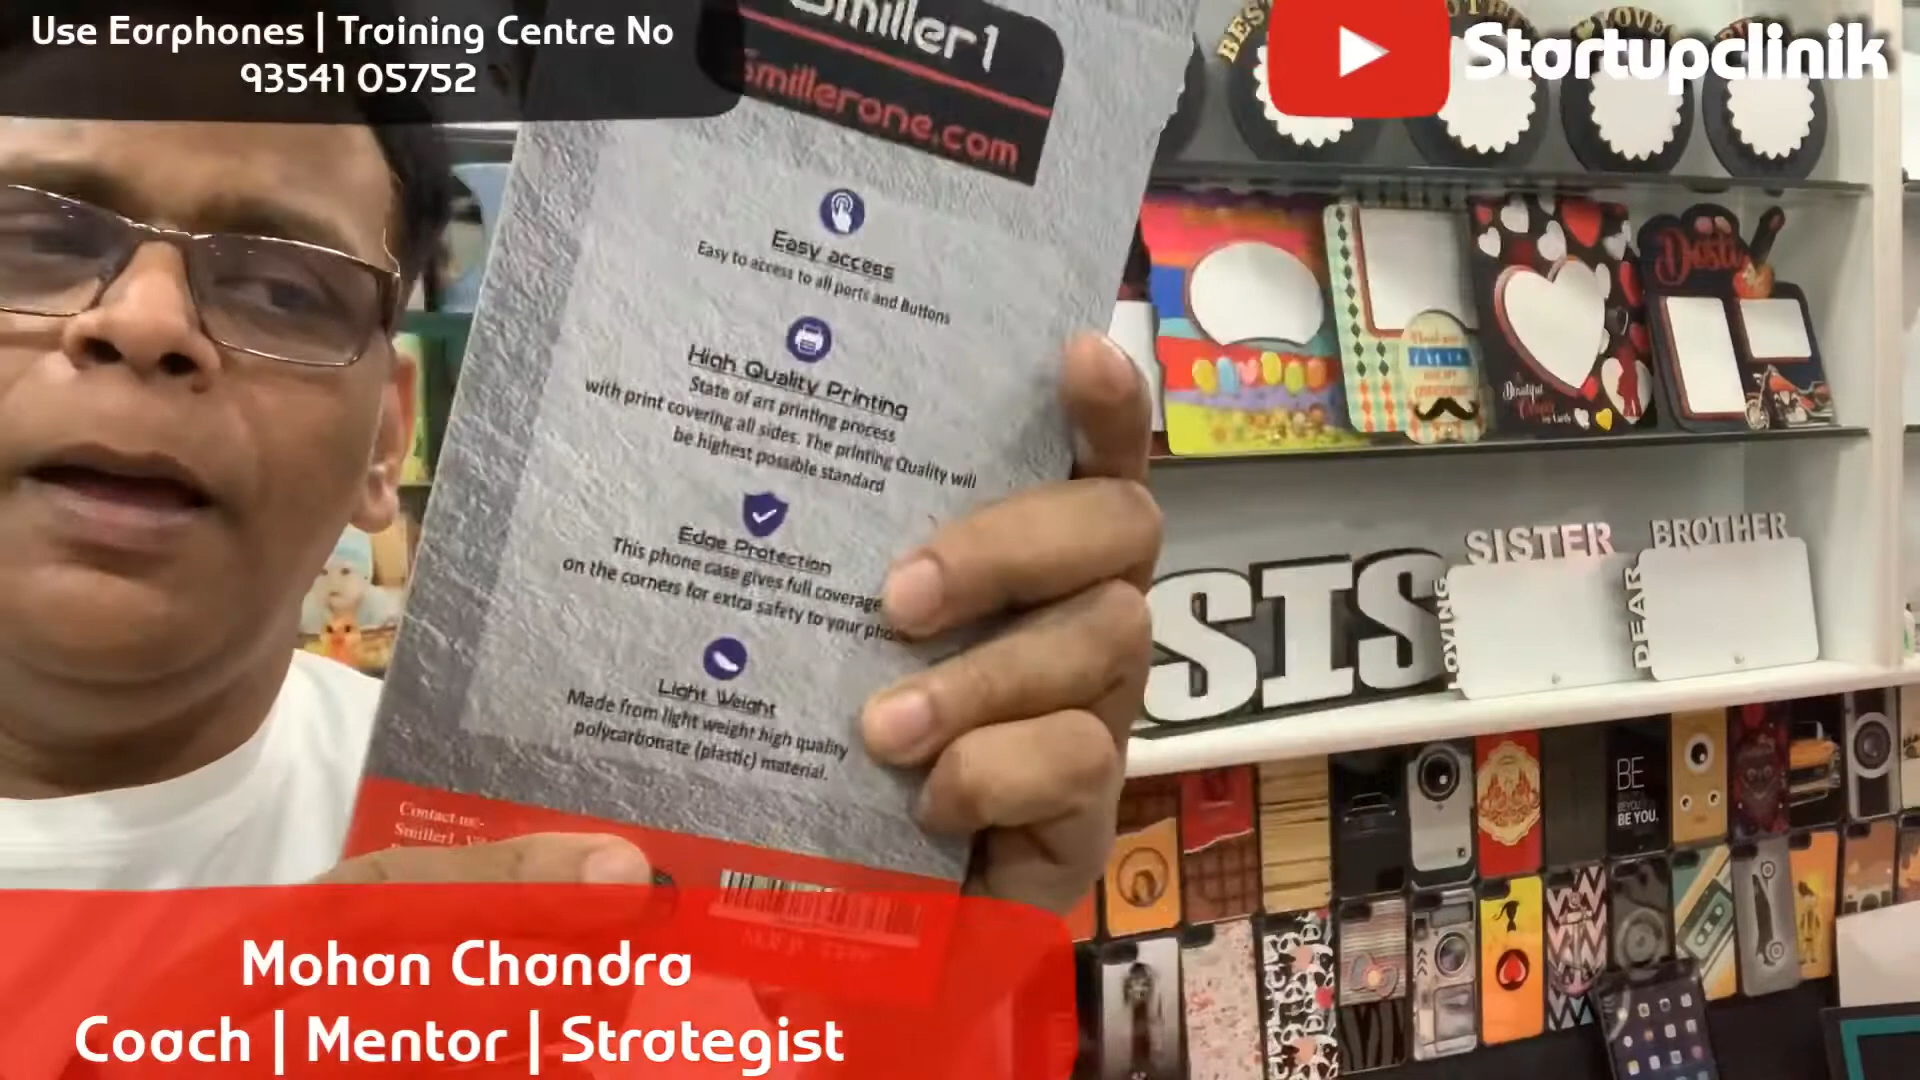 Use Earphones | Training Centre No
93541 05752
Startupclinik
Smiller1
Smillerone.com
Easy access
Easy to access to all ports and Buttons
High Quality Printing
State of art printing process
with print covering all sides. The printing Quality will
be highest possible standard
Edge Protection
This phone case gives full coverage
on the corners for extra safety to your
Light Weight
Made from light weight high quality
polycarbonate (plastic) material.
Contact us:-
Smiller1
Dosti
SIS
LOVING
SISTER
DEAR
BROTHER
BE
BE YOU.
Mohan Chandra
Coach | Mentor | Strategist